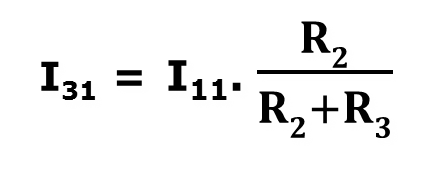 I₃₁ = I₁₁. R₂/(R₂+R₃)